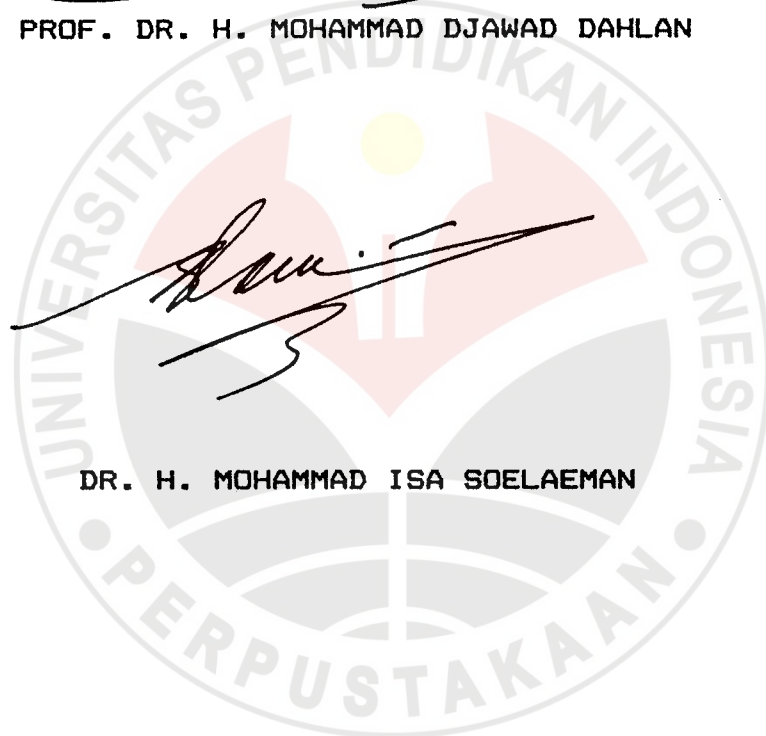 PROF. DR. H. MOHAMMAD DJAWAD DAHLAN
UNIVERSITAS PENDIDIKAN INDONESIA
DR. H. MOHAMMAD ISA SOELAEMAN
PERPUSTAKAAN